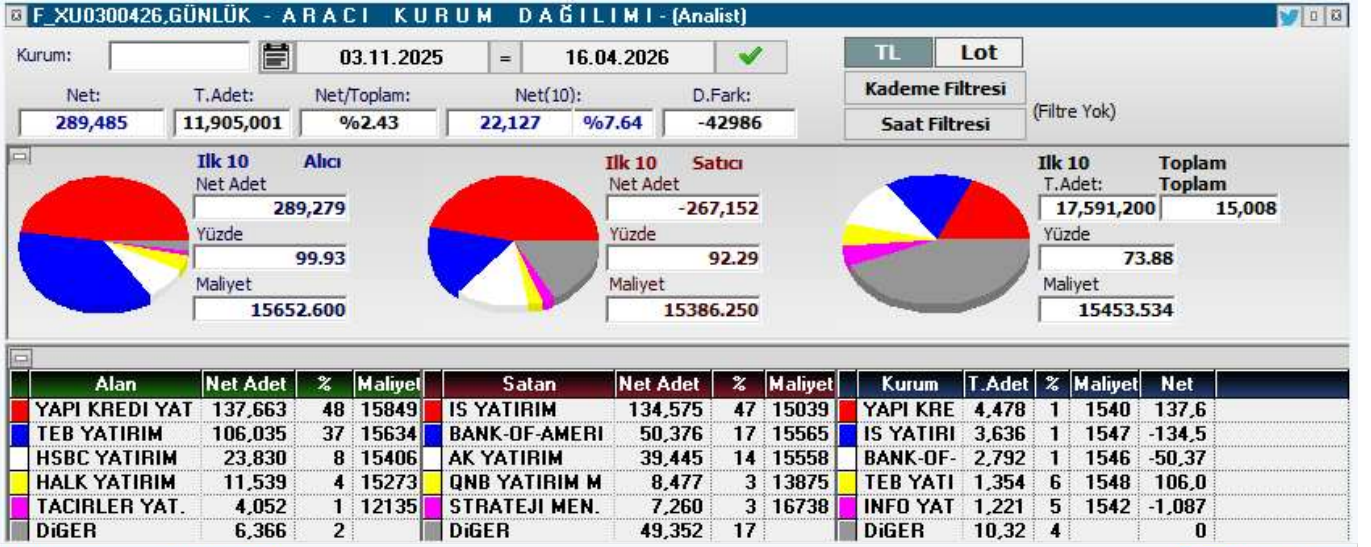 F_XU0300426,GÜNLÜK - A R A C I   K U R U M   D A Ğ I L I M I - (Analist)
Kurum: 03.11.2025 = 16.04.2026 TL Lot
Kademe Filtresi
Net: T.Adet: Net/Toplam: Net(10): D.Fark:
289,485 11,905,001 %2.43 22,127 %7.64 -42986
Saat Filtresi (Filtre Yok)
Ilk 10 Alıcı Ilk 10 Satıcı Ilk 10 Toplam
Net Adet Net Adet T.Adet: Toplam
289,279 -267,152 17,591,200 15,008
Yüzde Yüzde Yüzde
99.93 92.29 73.88
Maliyet Maliyet Maliyet
15652.600 15386.250 15453.534
Alan Net Adet % Maliyet Satan Net Adet % Maliyet Kurum T.Adet % Maliyet Net
YAPI KREDI YAT 137,663 48 15849 IS YATIRIM 134,575 47 15039 YAPI KRE 4,478 1 1540 137,6
TEB YATIRIM 106,035 37 15634 BANK-OF-AMERI 50,376 17 15565 IS YATIRI 3,636 1 1547 -134,5
HSBC YATIRIM 23,830 8 15406 AK YATIRIM 39,445 14 15558 BANK-OF- 2,792 1 1546 -50,37
HALK YATIRIM 11,539 4 15273 QNB YATIRIM M 8,477 3 13875 TEB YATI 1,354 6 1548 106,0
TACIRLER YAT. 4,052 1 12135 STRATEJI MEN. 7,260 3 16738 INFO YAT 1,221 5 1542 -1,087
DiGER 6,366 2 DiGER 49,352 17 DiGER 10,32 4 0